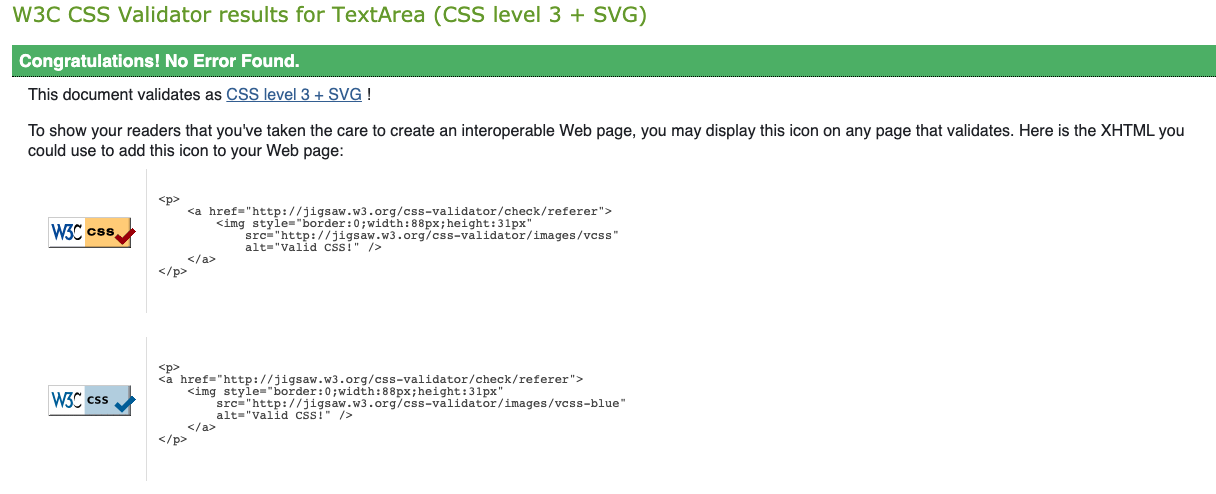 W3C CSS Validator results for TextArea (CSS level 3 + SVG)
Congratulations! No Error Found.
This document validates as CSS level 3 + SVG !
To show your readers that you've taken the care to create an interoperable Web page, you may display this icon on any page that validates. Here is the XHTML you
could use to add this icon to your Web page:
W3C css
<p>
    <a href="http://jigsaw.w3.org/css-validator/check/referer">
        <img style="border:0;width:88px;height:31px"
            src="http://jigsaw.w3.org/css-validator/images/vcss"
            alt="Valid CSS!" />
    </a>
</p>
W3C css
<p>
<a href="http://jigsaw.w3.org/css-validator/check/referer">
    <img style="border:0;width:88px;height:31px"
        src="http://jigsaw.w3.org/css-validator/images/vcss-blue"
        alt="Valid CSS!" />
    </a>
</p>